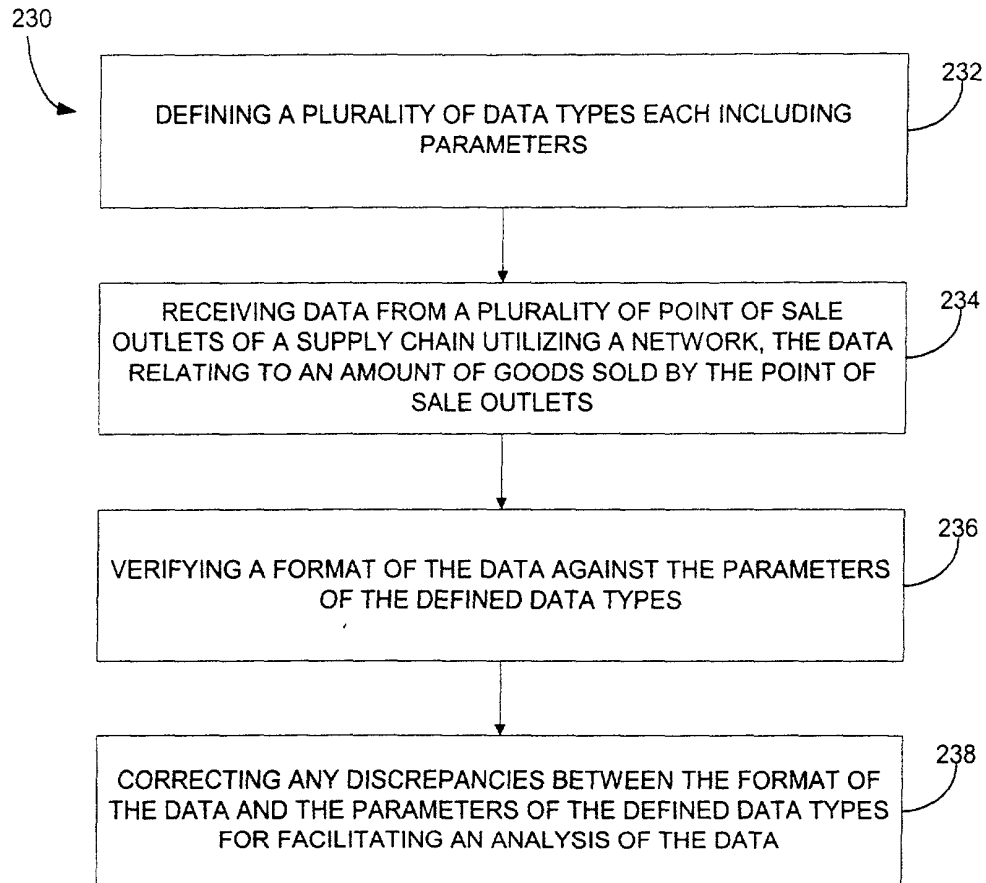 230
232
DEFINING A PLURALITY OF DATA TYPES EACH INCLUDING
PARAMETERS
234
RECEIVING DATA FROM A PLURALITY OF POINT OF SALE
OUTLETS OF A SUPPLY CHAIN UTILIZING A NETWORK, THE DATA
RELATING TO AN AMOUNT OF GOODS SOLD BY THE POINT OF
SALE OUTLETS
236
VERIFYING A FORMAT OF THE DATA AGAINST THE PARAMETERS
OF THE DEFINED DATA TYPES
238
CORRECTING ANY DISCREPANCIES BETWEEN THE FORMAT OF
THE DATA AND THE PARAMETERS OF THE DEFINED DATA TYPES
FOR FACILITATING AN ANALYSIS OF THE DATA